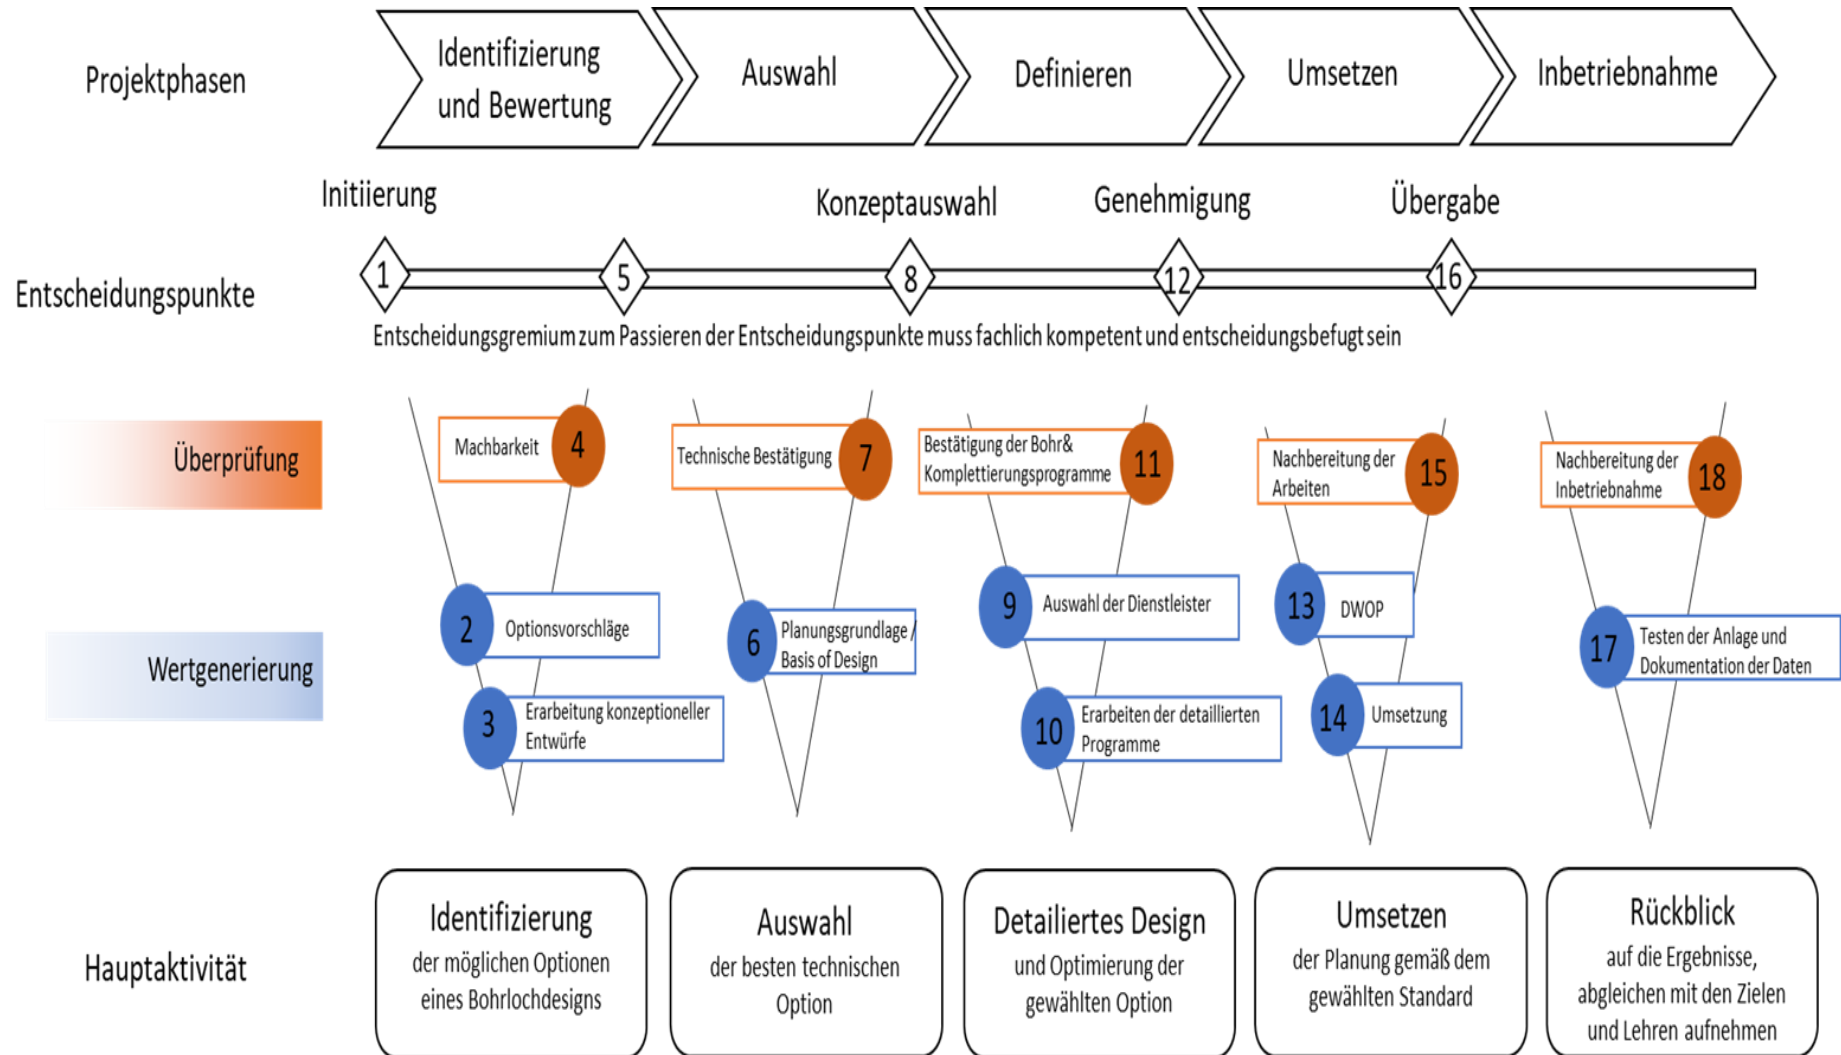 Projektphasen
Identifizierung
und Bewertung
Auswahl
Definieren
Umsetzen
Inbetriebnahme
Initiierung
Konzeptauswahl
Genehmigung
Übergabe
Entscheidungspunkte
1
5
8
12
16
Entscheidungsgremium zum Passieren der Entscheidungspunkte muss fachlich kompetent und entscheidungsbefugt sein
Überprüfung
Machbarkeit
4
Technische Bestätigung
7
Bestätigung der Bohr&
Komplettierungsprogramme
11
Nachbereitung der
Arbeiten
15
Nachbereitung der
Inbetriebnahme
18
Wertgenerierung
2
Optionsvorschläge
3
Erarbeitung konzeptioneller
Entwürfe
6
Planungsgrundlage /
Basis of Design
9
Auswahl der Dienstleister
10
Erarbeiten der detaillierten
Programme
13
DWOP
14
Umsetzung
17
Testen der Anlage und
Dokumentation der Daten
Hauptaktivität
Identifizierung
der möglichen Optionen
eines Bohrlochdesigns
Auswahl
der besten technischen
Option
Detailiertes Design
und Optimierung der
gewählten Option
Umsetzen
der Planung gemäß dem
gewählten Standard
Rückblick
auf die Ergebnisse,
abgleichen mit den Zielen
und Lehren aufnehmen